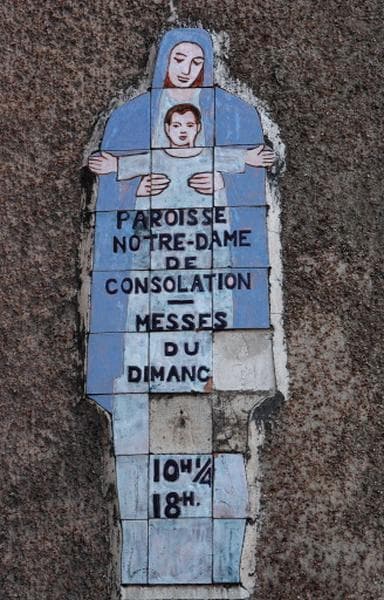 PAROISSE
NOTRE-DAME
DE
CONSOLATION
MESSES
DU
DIMANC
10H¼
18H.